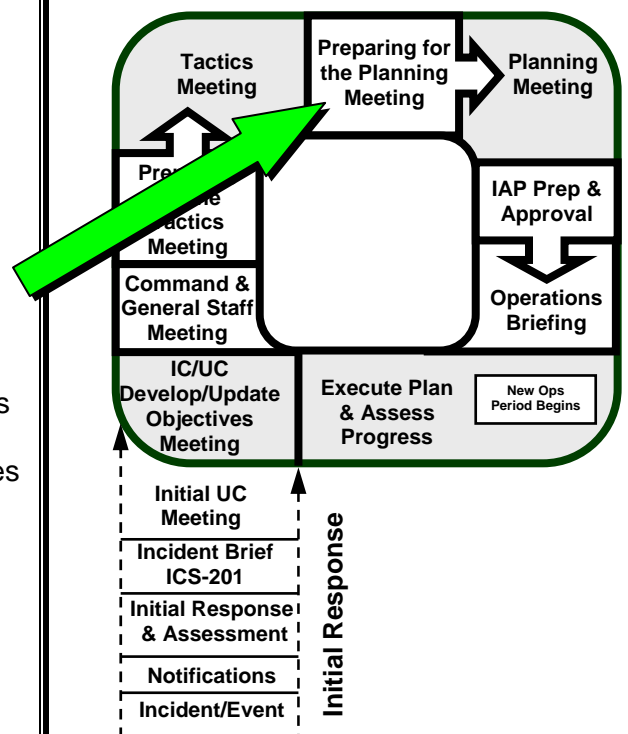 Tactics
Meeting
Preparing for
the Planning
Meeting
Planning
Meeting
Meeting
Command &
General Staff
Meeting
IAP Prep &
Approval
Operations
Briefing
IC/UC
Develop/Update
Objectives
Meeting
Execute Plan
& Assess
Progress
New Ops
Period Begins
Initial UC
Meeting
Incident Brief
ICS-201
Initial Response
& Assessment
Notifications
Incident/Event
Initial Response